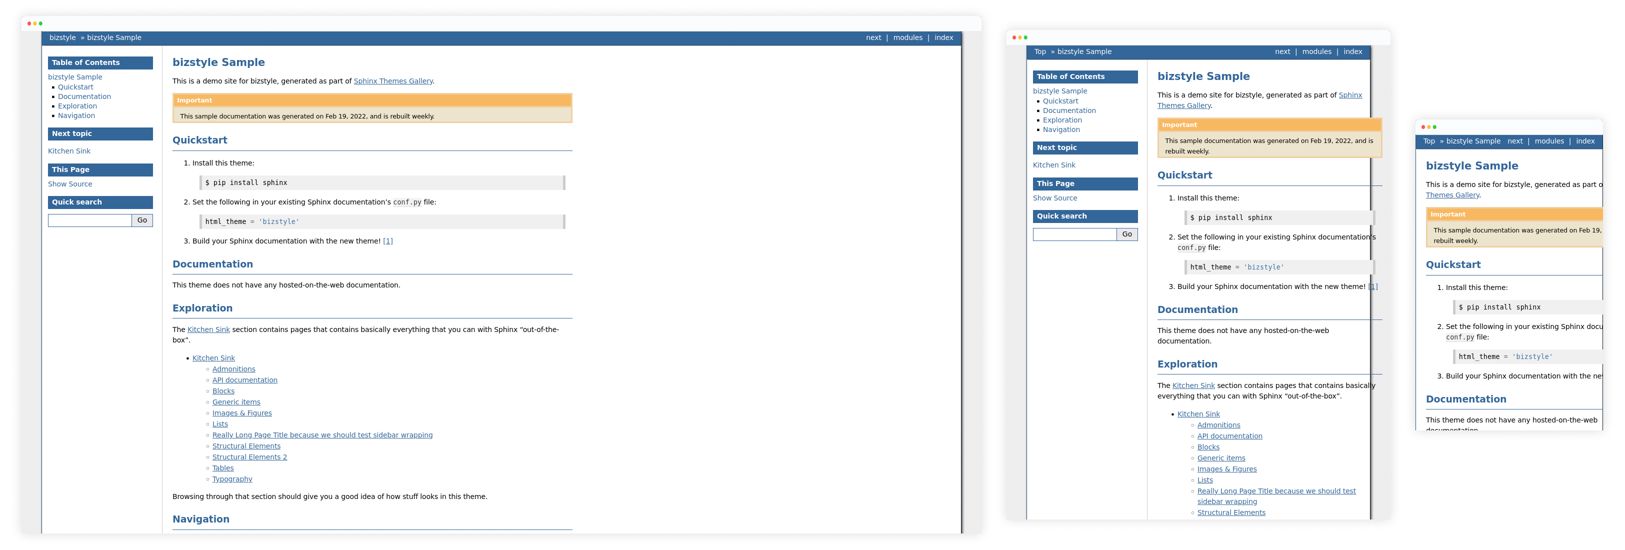 bizstyle » bizstyle Sample next | modules | index
Table of Contents
bizstyle Sample
Quickstart
Documentation
Exploration
Navigation
Next topic
Kitchen Sink
This Page
Show Source
Quick search
Go
bizstyle Sample
This is a demo site for bizstyle, generated as part of Sphinx Themes Gallery.
Important
This sample documentation was generated on Feb 19, 2022, and is rebuilt weekly.
Quickstart
1. Install this theme:
$ pip install sphinx
2. Set the following in your existing Sphinx documentation's conf.py file:
html_theme = 'bizstyle'
3. Build your Sphinx documentation with the new theme! [1]
Documentation
This theme does not have any hosted-on-the-web documentation.
Exploration
The Kitchen Sink section contains pages that contains basically everything that you can with Sphinx "out-of-the-
box".
Kitchen Sink
Admonitions
API documentation
Blocks
Generic items
Images & Figures
Lists
Really Long Page Title because we should test sidebar wrapping
Structural Elements
Structural Elements 2
Tables
Typography
Browsing through that section should give you a good idea of how stuff looks in this theme.
Navigation
Top » bizstyle Sample next | modules | index
Table of Contents
bizstyle Sample
Quickstart
Documentation
Exploration
Navigation
Next topic
Kitchen Sink
This Page
Show Source
Quick search
Go
bizstyle Sample
This is a demo site for bizstyle, generated as part of Sphinx
Themes Gallery.
Important
This sample documentation was generated on Feb 19, 2022, and is
rebuilt weekly.
Quickstart
1. Install this theme:
$ pip install sphinx
2. Set the following in your existing Sphinx documentation's
conf.py file:
html_theme = 'bizstyle'
3. Build your Sphinx documentation with the new theme! [1]
Documentation
This theme does not have any hosted-on-the-web
documentation.
Exploration
The Kitchen Sink section contains pages that contains basically
everything that you can with Sphinx "out-of-the-box".
Kitchen Sink
Admonitions
API documentation
Blocks
Generic items
Images & Figures
Lists
Really Long Page Title because we should test
sidebar wrapping
Structural Elements
Top » bizstyle Sample next | modules | index
bizstyle Sample
This is a demo site for bizstyle, generated as part o
Themes Gallery.
Important
This sample documentation was generated on Feb 19,
rebuilt weekly.
Quickstart
1. Install this theme:
$ pip install sphinx
2. Set the following in your existing Sphinx docu
conf.py file:
html_theme = 'bizstyle'
3. Build your Sphinx documentation with the ne
Documentation
This theme does not have any hosted-on-the-web
documentation.